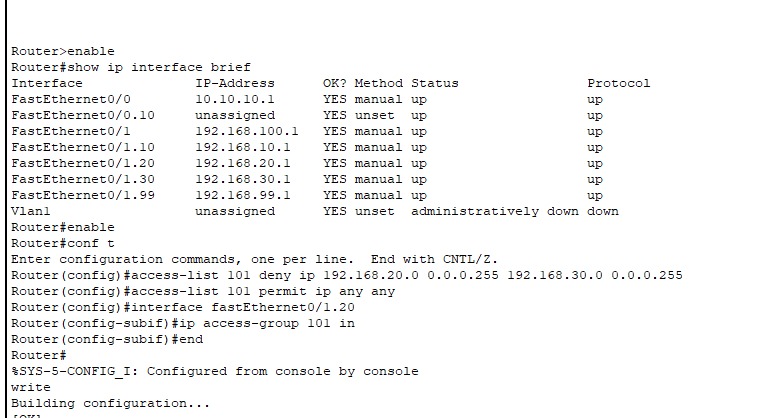 Router>enable
Router#show ip interface brief
Interface IP-Address OK? Method Status Protocol
FastEthernet0/0 10.10.10.1 YES manual up up
FastEthernet0/0.10 unassigned YES unset up up
FastEthernet0/1 192.168.100.1 YES manual up up
FastEthernet0/1.10 192.168.10.1 YES manual up up
FastEthernet0/1.20 192.168.20.1 YES manual up up
FastEthernet0/1.30 192.168.30.1 YES manual up up
FastEthernet0/1.99 192.168.99.1 YES manual up up
Vlan1 unassigned YES unset administratively down down
Router#enable
Router#conf t
Enter configuration commands, one per line. End with CNTL/Z.
Router(config)#access-list 101 deny ip 192.168.20.0 0.0.0.255 192.168.30.0 0.0.0.255
Router(config)#access-list 101 permit ip any any
Router(config)#interface fastEthernet0/1.20
Router(config-subif)#ip access-group 101 in
Router(config-subif)#end
Router#
%SYS-5-CONFIG_I: Configured from console by console
write
Building configuration...
[OK]